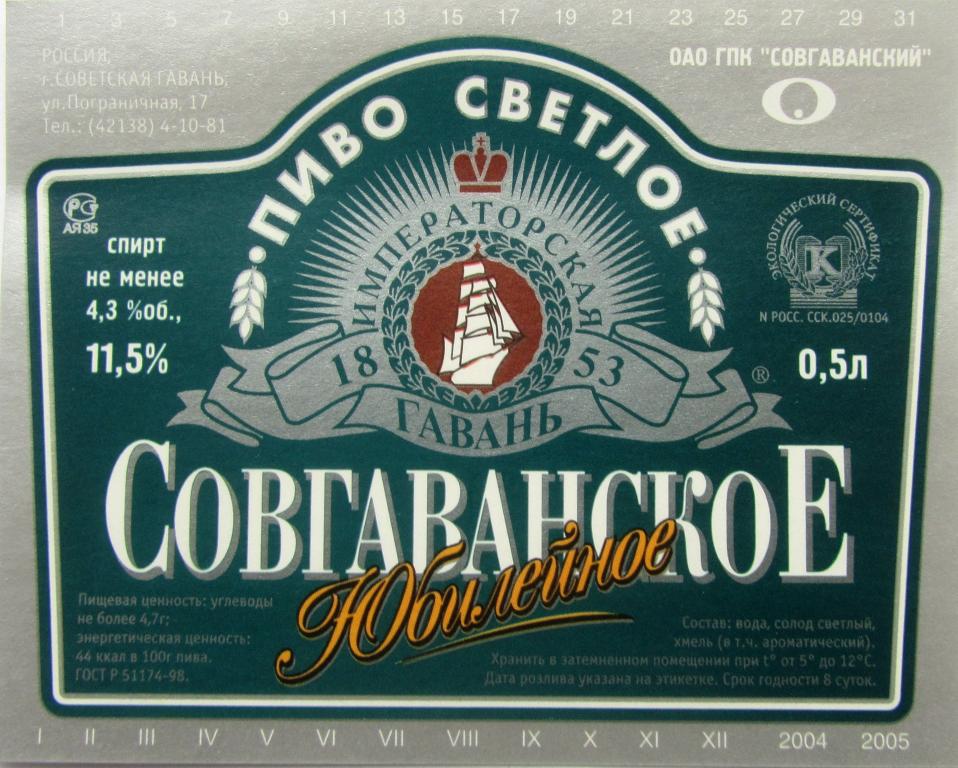 1 3 5 7 9 11 13 15 17 19 21 23 25 27 29 31
РОССИЯ,
г.СОВЕТСКАЯ ГАВАНЬ,
ул.Пограничная, 17
Тел.: (42138) 4-10-81
ОАО ГПК "СОВГАВАНСКИЙ"
ПИВО СВЕТЛОЕ
РСТ
АЯ35
спирт
не менее
4,3 %об.,
11,5%
ИМПЕРАТОРСКАЯ
1853
ГАВАНЬ
ЭКОЛОГИЧЕСКИЙ СЕРТИФИКАТ
К
N РОСС. ССК.025/0104
®
0,5л
СОВГАВАНСКОЕ
Юбилейное
Пищевая ценность: углеводы
не более 4,7г;
энергетическая ценность:
44 ккал в 100г пива.
ГОСТ Р 51174-98.
Состав: вода, солод светлый,
хмель (в т.ч. ароматический).
Хранить в затемненном помещении при t° от 5° до 12°С.
Дата розлива указана на этикетке. Срок годности 8 суток.
I II III IV V VI VII VIII IX X XI XII 2004 2005